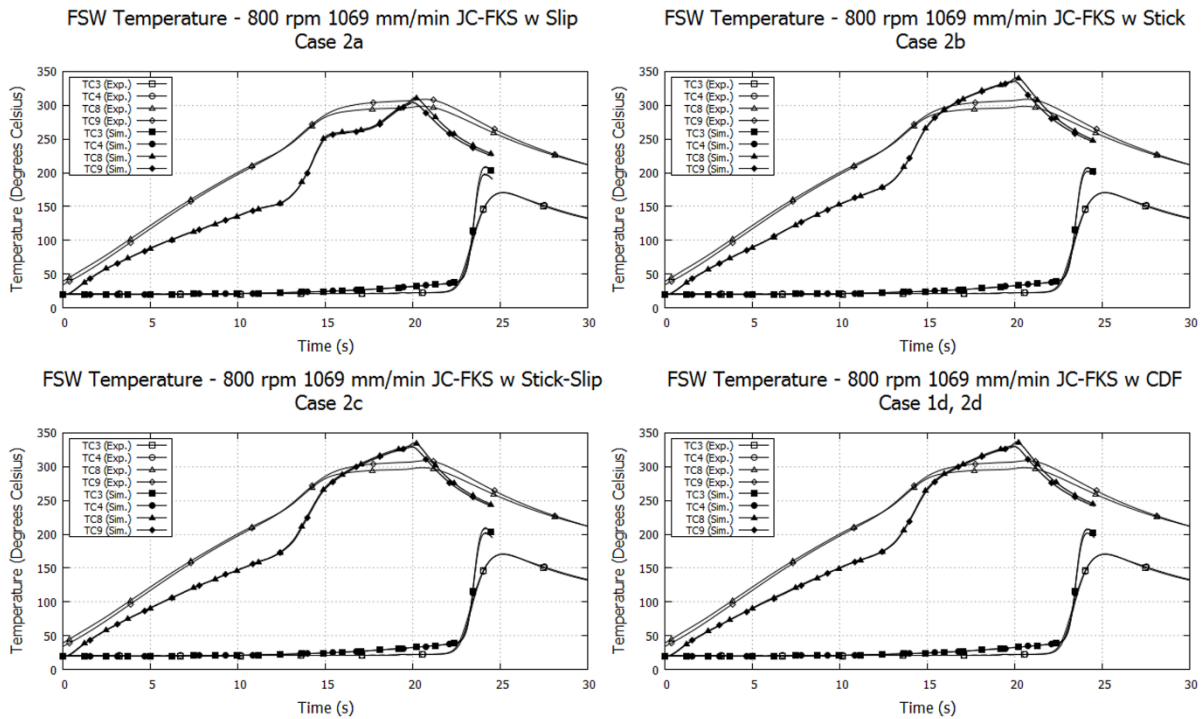 FSW Temperature - 800 rpm 1069 mm/min JC-FKS w Slip
Case 2a
Temperature (Degrees Celsius)
350
300
250
200
150
100
50
0
TC3 (Exp.)
TC4 (Exp.)
TC8 (Exp.)
TC9 (Exp.)
TC3 (Sim.)
TC4 (Sim.)
TC8 (Sim.)
TC9 (Sim.)
0 5 10 15 20 25 30
Time (s)
FSW Temperature - 800 rpm 1069 mm/min JC-FKS w Stick
Case 2b
Temperature (Degrees Celsius)
350
300
250
200
150
100
50
0
TC3 (Exp.)
TC4 (Exp.)
TC8 (Exp.)
TC9 (Exp.)
TC3 (Sim.)
TC4 (Sim.)
TC8 (Sim.)
TC9 (Sim.)
0 5 10 15 20 25 30
Time (s)
FSW Temperature - 800 rpm 1069 mm/min JC-FKS w Stick-Slip
Case 2c
Temperature (Degrees Celsius)
350
300
250
200
150
100
50
0
TC3 (Exp.)
TC4 (Exp.)
TC8 (Exp.)
TC9 (Exp.)
TC3 (Sim.)
TC4 (Sim.)
TC8 (Sim.)
TC9 (Sim.)
0 5 10 15 20 25 30
Time (s)
FSW Temperature - 800 rpm 1069 mm/min JC-FKS w CDF
Case 1d, 2d
Temperature (Degrees Celsius)
350
300
250
200
150
100
50
0
TC3 (Exp.)
TC4 (Exp.)
TC8 (Exp.)
TC9 (Exp.)
TC3 (Sim.)
TC4 (Sim.)
TC8 (Sim.)
TC9 (Sim.)
0 5 10 15 20 25 30
Time (s)